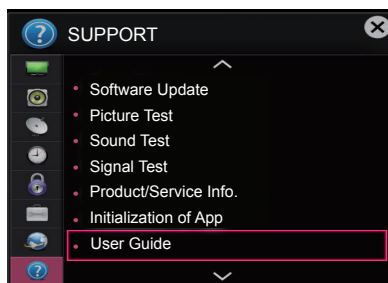 SUPPORT
Software Update
Picture Test
Sound Test
Signal Test
Product/Service Info.
Initialization of App
User Guide